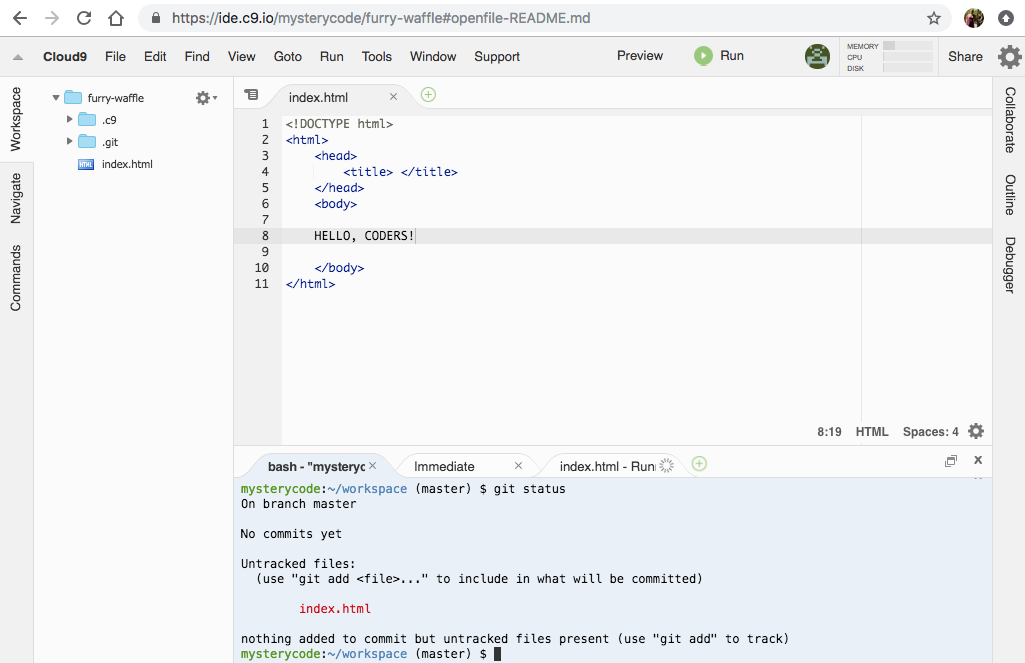 https://ide.c9.io/mysterycode/furry-waffle#openfile-README.md
Cloud9 File Edit Find View Goto Run Tools Window Support Preview Run MEMORY CPU DISK Share
Workspace
Navigate
Commands
furry-waffle
.c9
.git
HTML index.html
index.html
1 <!DOCTYPE html>
2 <html>
3 <head>
4 <title> </title>
5 </head>
6 <body>
7
8 HELLO, CODERS!
9
10 </body>
11 </html>
8:19 HTML Spaces: 4
Collaborate
Outline
Debugger
bash - "mysteryc Immediate index.html - Run
mysterycode:~/workspace (master) $ git status
On branch master
No commits yet
Untracked files:
(use "git add <file>..." to include in what will be committed)
index.html
nothing added to commit but untracked files present (use "git add" to track)
mysterycode:~/workspace (master) $